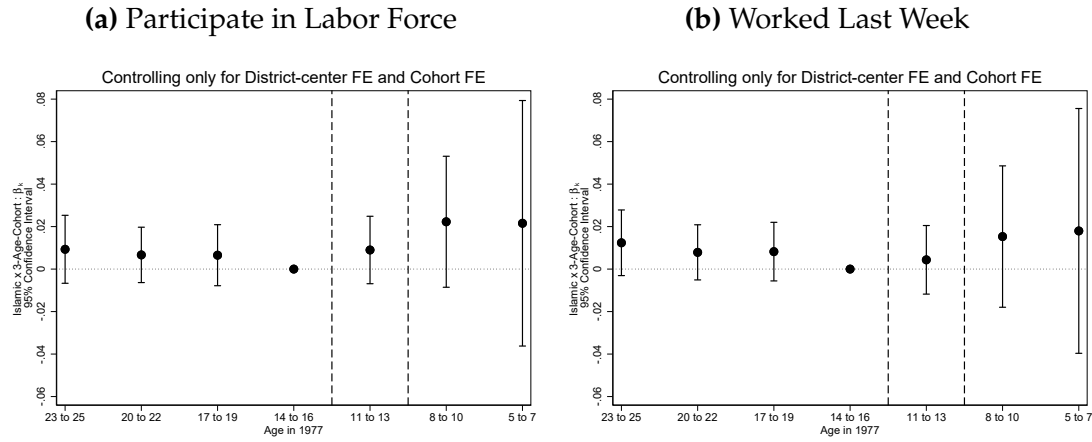 (a) Participate in Labor Force
Controlling only for District-center FE and Cohort FE
Islamic x 3-Age-Cohort : βk
95% Confidence Interval
.08
.06
.04
.02
0
-.02
-.04
-.06
23 to 25 20 to 22 17 to 19 14 to 16 11 to 13 8 to 10 5 to 7
Age in 1977
(b) Worked Last Week
Controlling only for District-center FE and Cohort FE
Islamic x 3-Age-Cohort : βk
95% Confidence Interval
.08
.06
.04
.02
0
-.02
-.04
-.06
23 to 25 20 to 22 17 to 19 14 to 16 11 to 13 8 to 10 5 to 7
Age in 1977